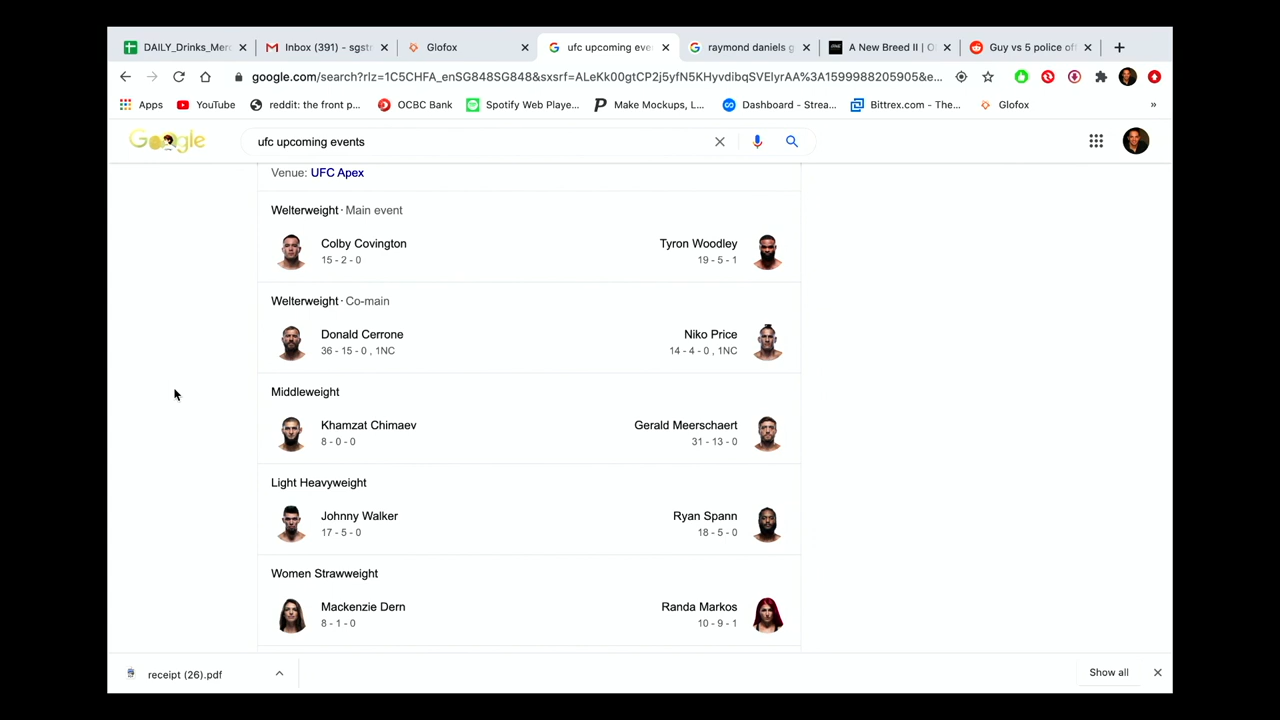 DAILY_Drinks_Mer
Inbox (391) - sgstr
Glofox
ufc upcoming eve
raymond daniels g
A New Breed II | O
Guy vs 5 police of
google.com/search?rlz=1C5CHFA_enSG848SG848&sxsrf=ALeKk00gtCP2j5yfN5KHyvdibqSVElyrAA%3A1599988205905&e...
Apps
YouTube
reddit: the front p...
OCBC Bank
Spotify Web Playe...
Make Mockups, L...
Dashboard - Strea...
Bittrex.com - The...
Glofox
»
Google
ufc upcoming events
Venue: UFC Apex
Welterweight · Main event
Colby Covington Tyron Woodley
15 - 2 - 0 19 - 5 - 1
Welterweight · Co-main
Donald Cerrone Niko Price
36 - 15 - 0 , 1NC 14 - 4 - 0 , 1NC
Middleweight
Khamzat Chimaev Gerald Meerschaert
8 - 0 - 0 31 - 13 - 0
Light Heavyweight
Johnny Walker Ryan Spann
17 - 5 - 0 18 - 5 - 0
Women Strawweight
Mackenzie Dern Randa Markos
8 - 1 - 0 10 - 9 - 1
receipt (26).pdf
Show all